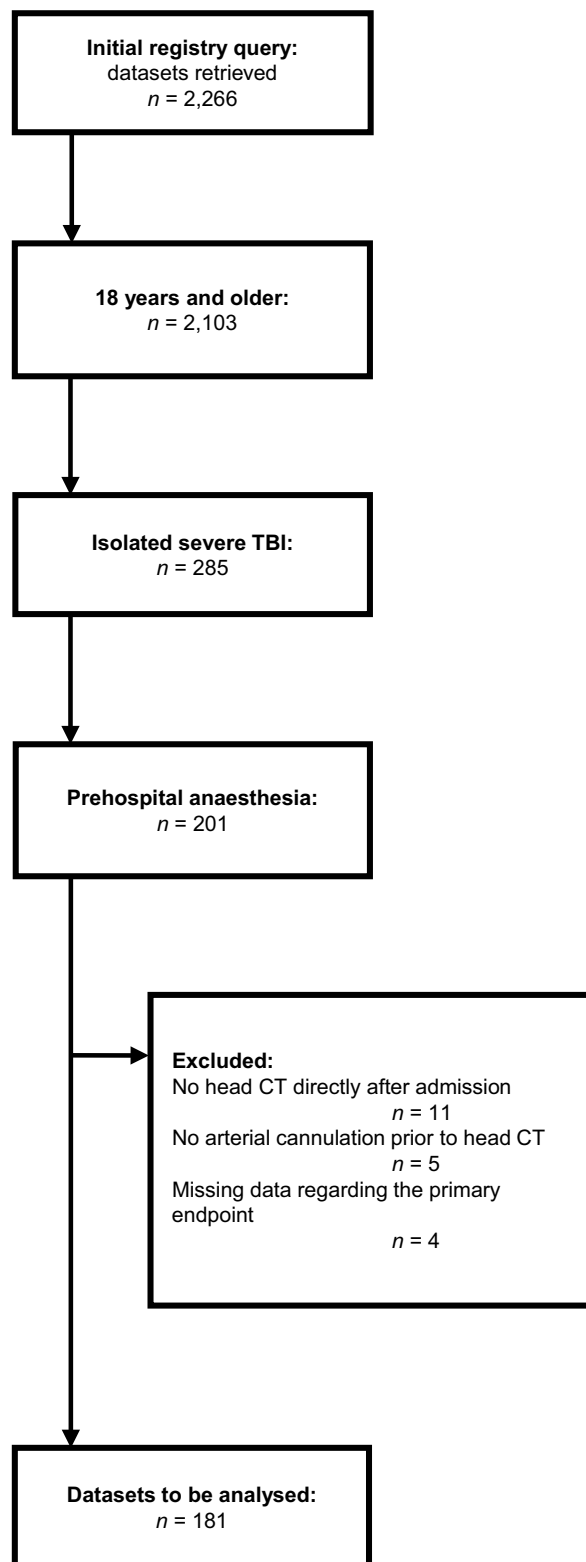 Initial registry query:
datasets retrieved
n = 2,266
18 years and older:
n = 2,103
Isolated severe TBI:
n = 285
Prehospital anaesthesia:
n = 201
Excluded:
No head CT directly after admission
n = 11
No arterial cannulation prior to head CT
n = 5
Missing data regarding the primary
endpoint
n = 4
Datasets to be analysed:
n = 181